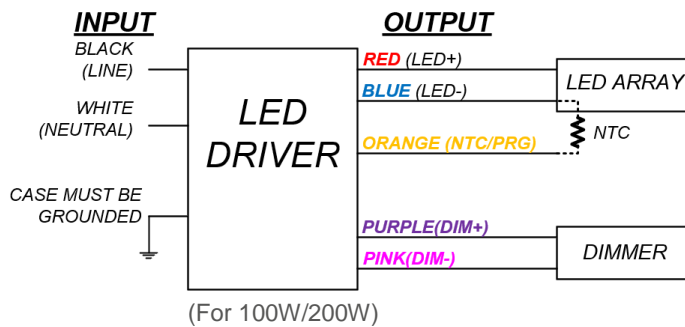 INPUT
OUTPUT
BLACK
(LINE)
WHITE
(NEUTRAL)
CASE MUST BE
GROUNDED
LED
DRIVER
RED (LED+)
BLUE (LED-)
ORANGE (NTC/PRG)
PURPLE(DIM+)
PINK(DIM-)
LED ARRAY
NTC
DIMMER
(For 100W/200W)